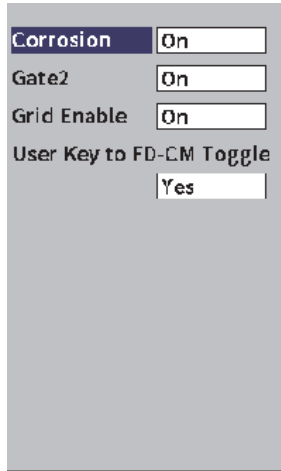 Corrosion On
Gate2 On
Grid Enable On
User Key to FD-CM Toggle
Yes